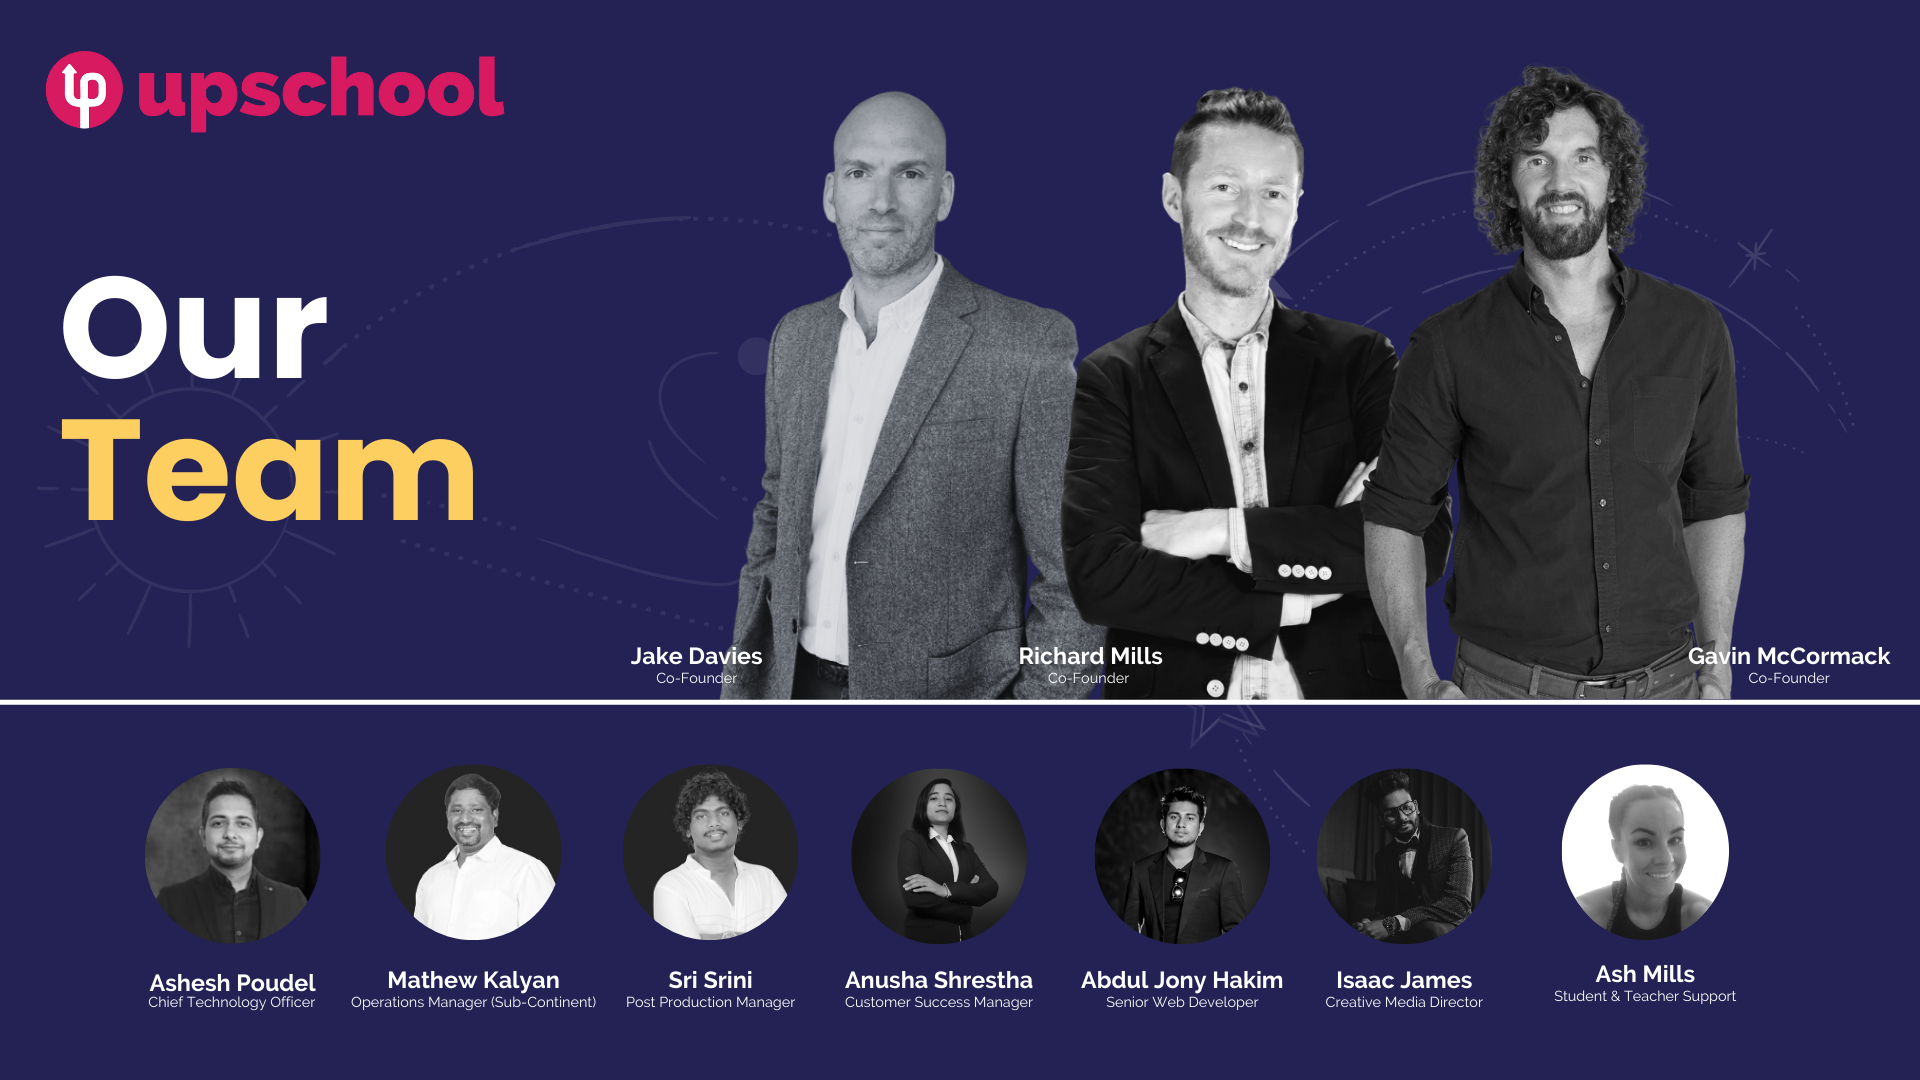 upschool
Our
Team
Jake Davies
Co-Founder
Richard Mills
Co-Founder
Gavin McCormack
Co-Founder
Ashesh Poudel
Chief Technology Officer
Mathew Kalyan
Operations Manager (Sub-Continent)
Sri Srini
Post Production Manager
Anusha Shrestha
Customer Success Manager
Abdul Jony Hakim
Senior Web Developer
Isaac James
Creative Media Director
Ash Mills
Student & Teacher Support